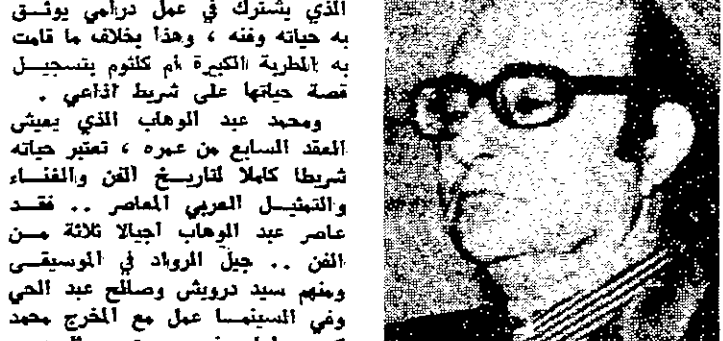 الذي يشترك في عمل درامي يوثق
به حياته وفنه ، وهذا بخلاف ما قامت
به المطربة الكبيرة أم كلثوم بتسجيل
قصة حياتها على شريط اذاعي .
ومحمد عبد الوهاب الذي يعيش
العقد السابع من عمره ، تعتبر حياته
شريطا كاملا لتاريخ الفن والغناء
والتمثيل العربي المعاصر .. فقد
عاصر عبد الوهاب اجيالا ثلاثة من
الفن .. جيل الرواد في الموسيقى
ومنهم سيد درويش وصالح عبد الحي
وفي السينما عمل مع المخرج محمد